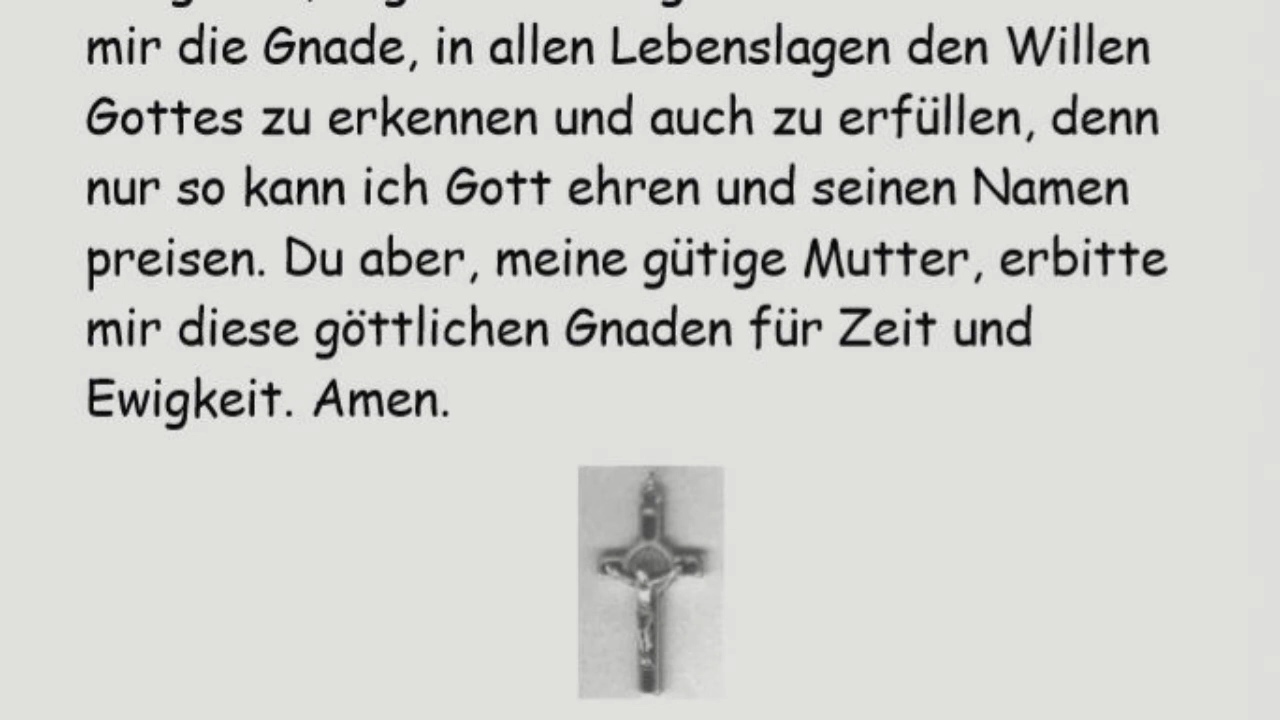 mir die Gnade, in allen Lebenslagen den Willen
Gottes zu erkennen und auch zu erfüllen, denn
nur so kann ich Gott ehren und seinen Namen
preisen. Du aber, meine gütige Mutter, erbitte
mir diese göttlichen Gnaden für Zeit und
Ewigkeit. Amen.